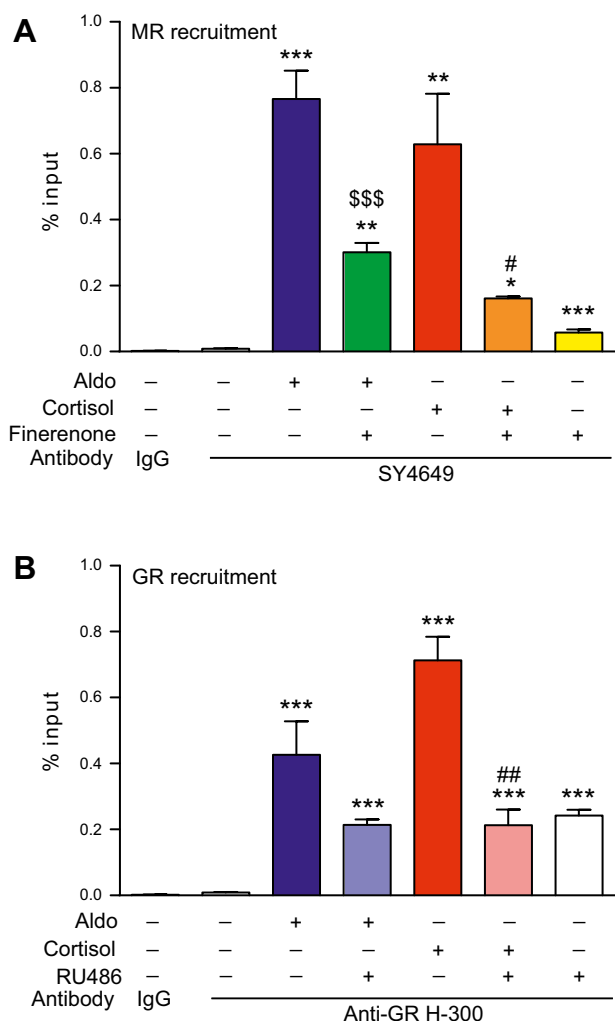 A
MR recruitment
1.0
0.8
0.6
0.4
0.2
0.0
% input
***
$$$
**
**
#
*
***
Aldo – – + + – – –
Cortisol – – – – + + –
Finerenone – – – + – + +
Antibody IgG
SY4649
B
GR recruitment
1.0
0.8
0.6
0.4
0.2
0.0
% input
***
***
***
##
***
***
Aldo – – + + – – –
Cortisol – – – – + + –
RU486 – – – + – + +
Antibody IgG
Anti-GR H-300